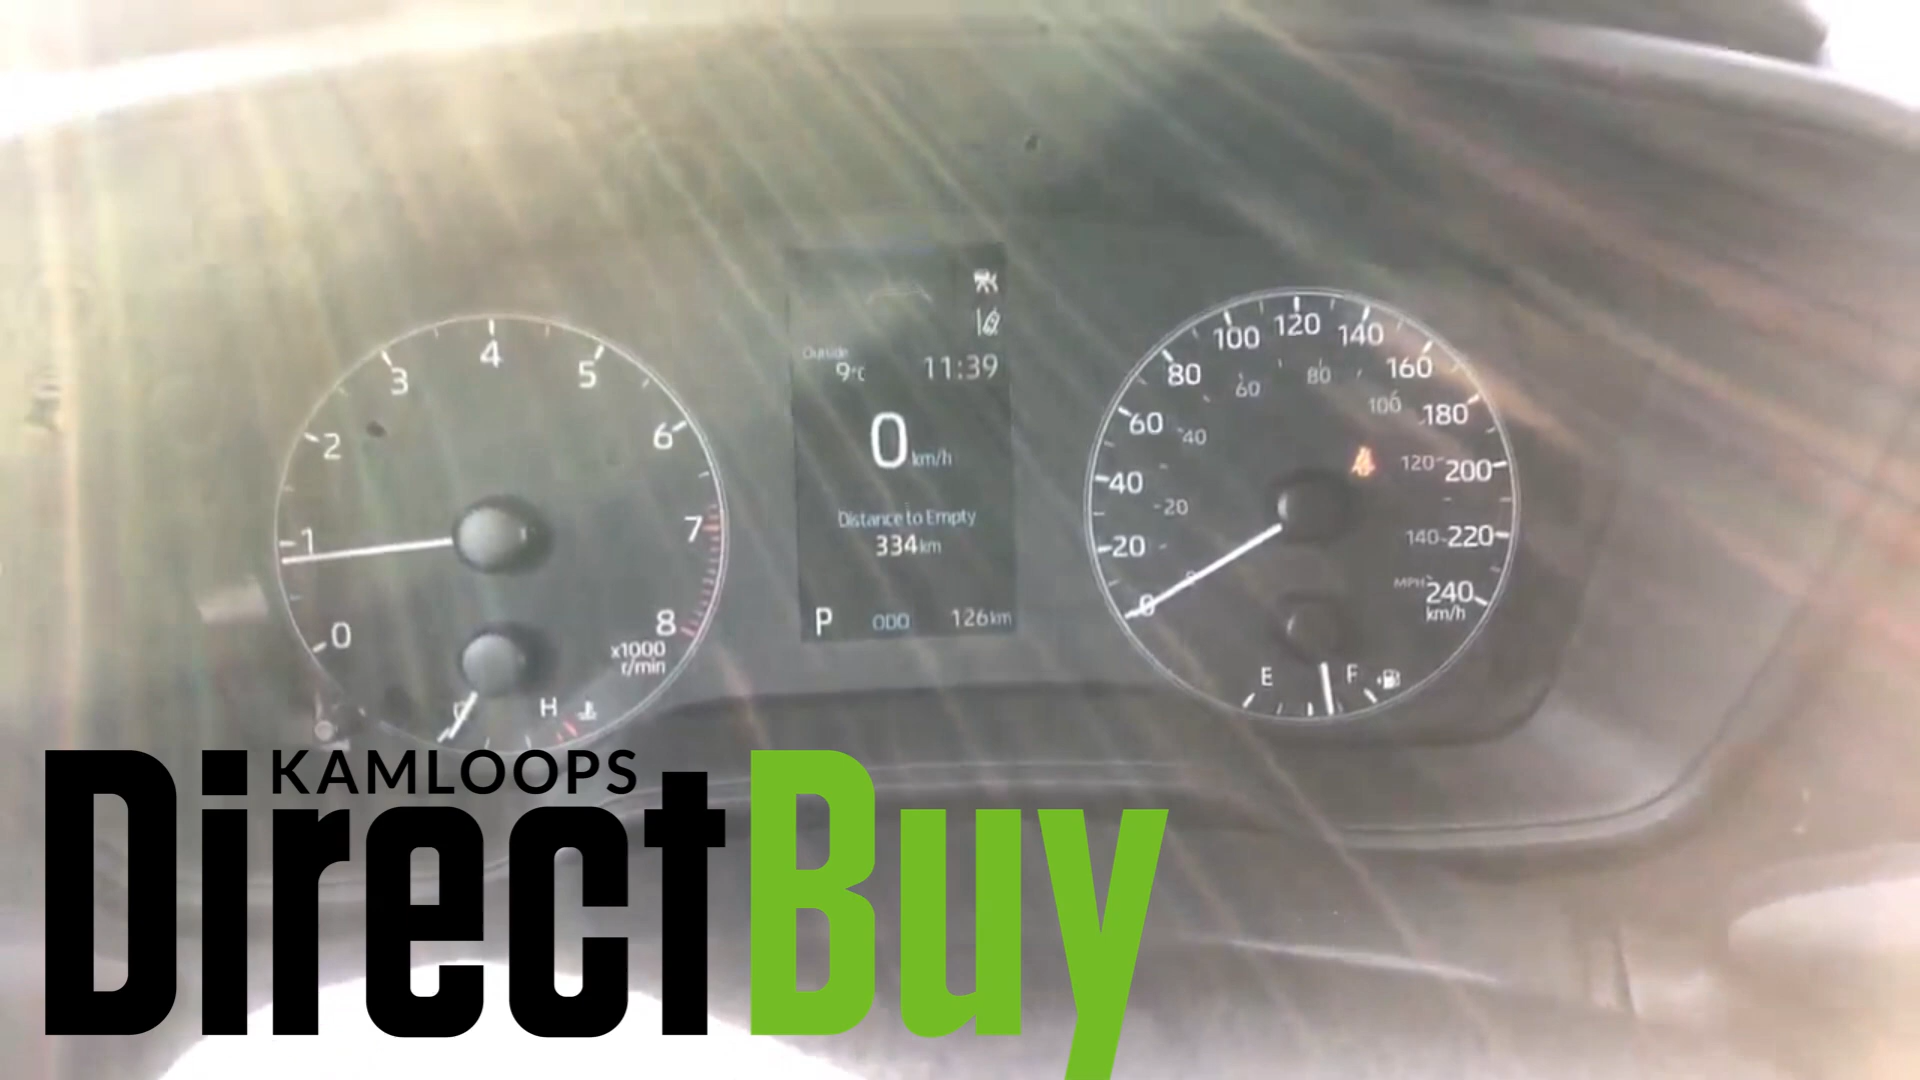 4
3
5
2
6
1
7
0
8
x1000
r/min
H
Outside
9°C
11:39
0 km/h
Distance to Empty
334 km
P ODO 126 km
120
100
140
80
160
60
180
40
200
20
220
0
240
km/h
60
80
40
100
20
120
0
140
MPH
E
F
KAMLOOPS
DirectBuy